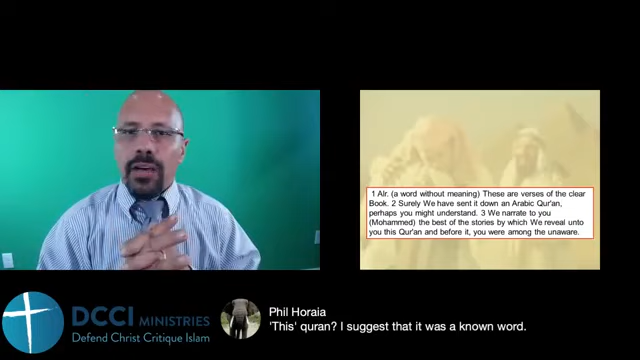 1 Alr. (a word without meaning) These are verses of the clear
Book. 2 Surely We have sent it down an Arabic Qur'an,
perhaps you might understand. 3 We narrate to you
(Mohammed) the best of the stories by which We reveal unto
you this Qur'an and before it, you were among the unaware.
DCCI MINISTRIES
Defend Christ Critique Islam
Phil Horaia
'This' quran? I suggest that it was a known word.